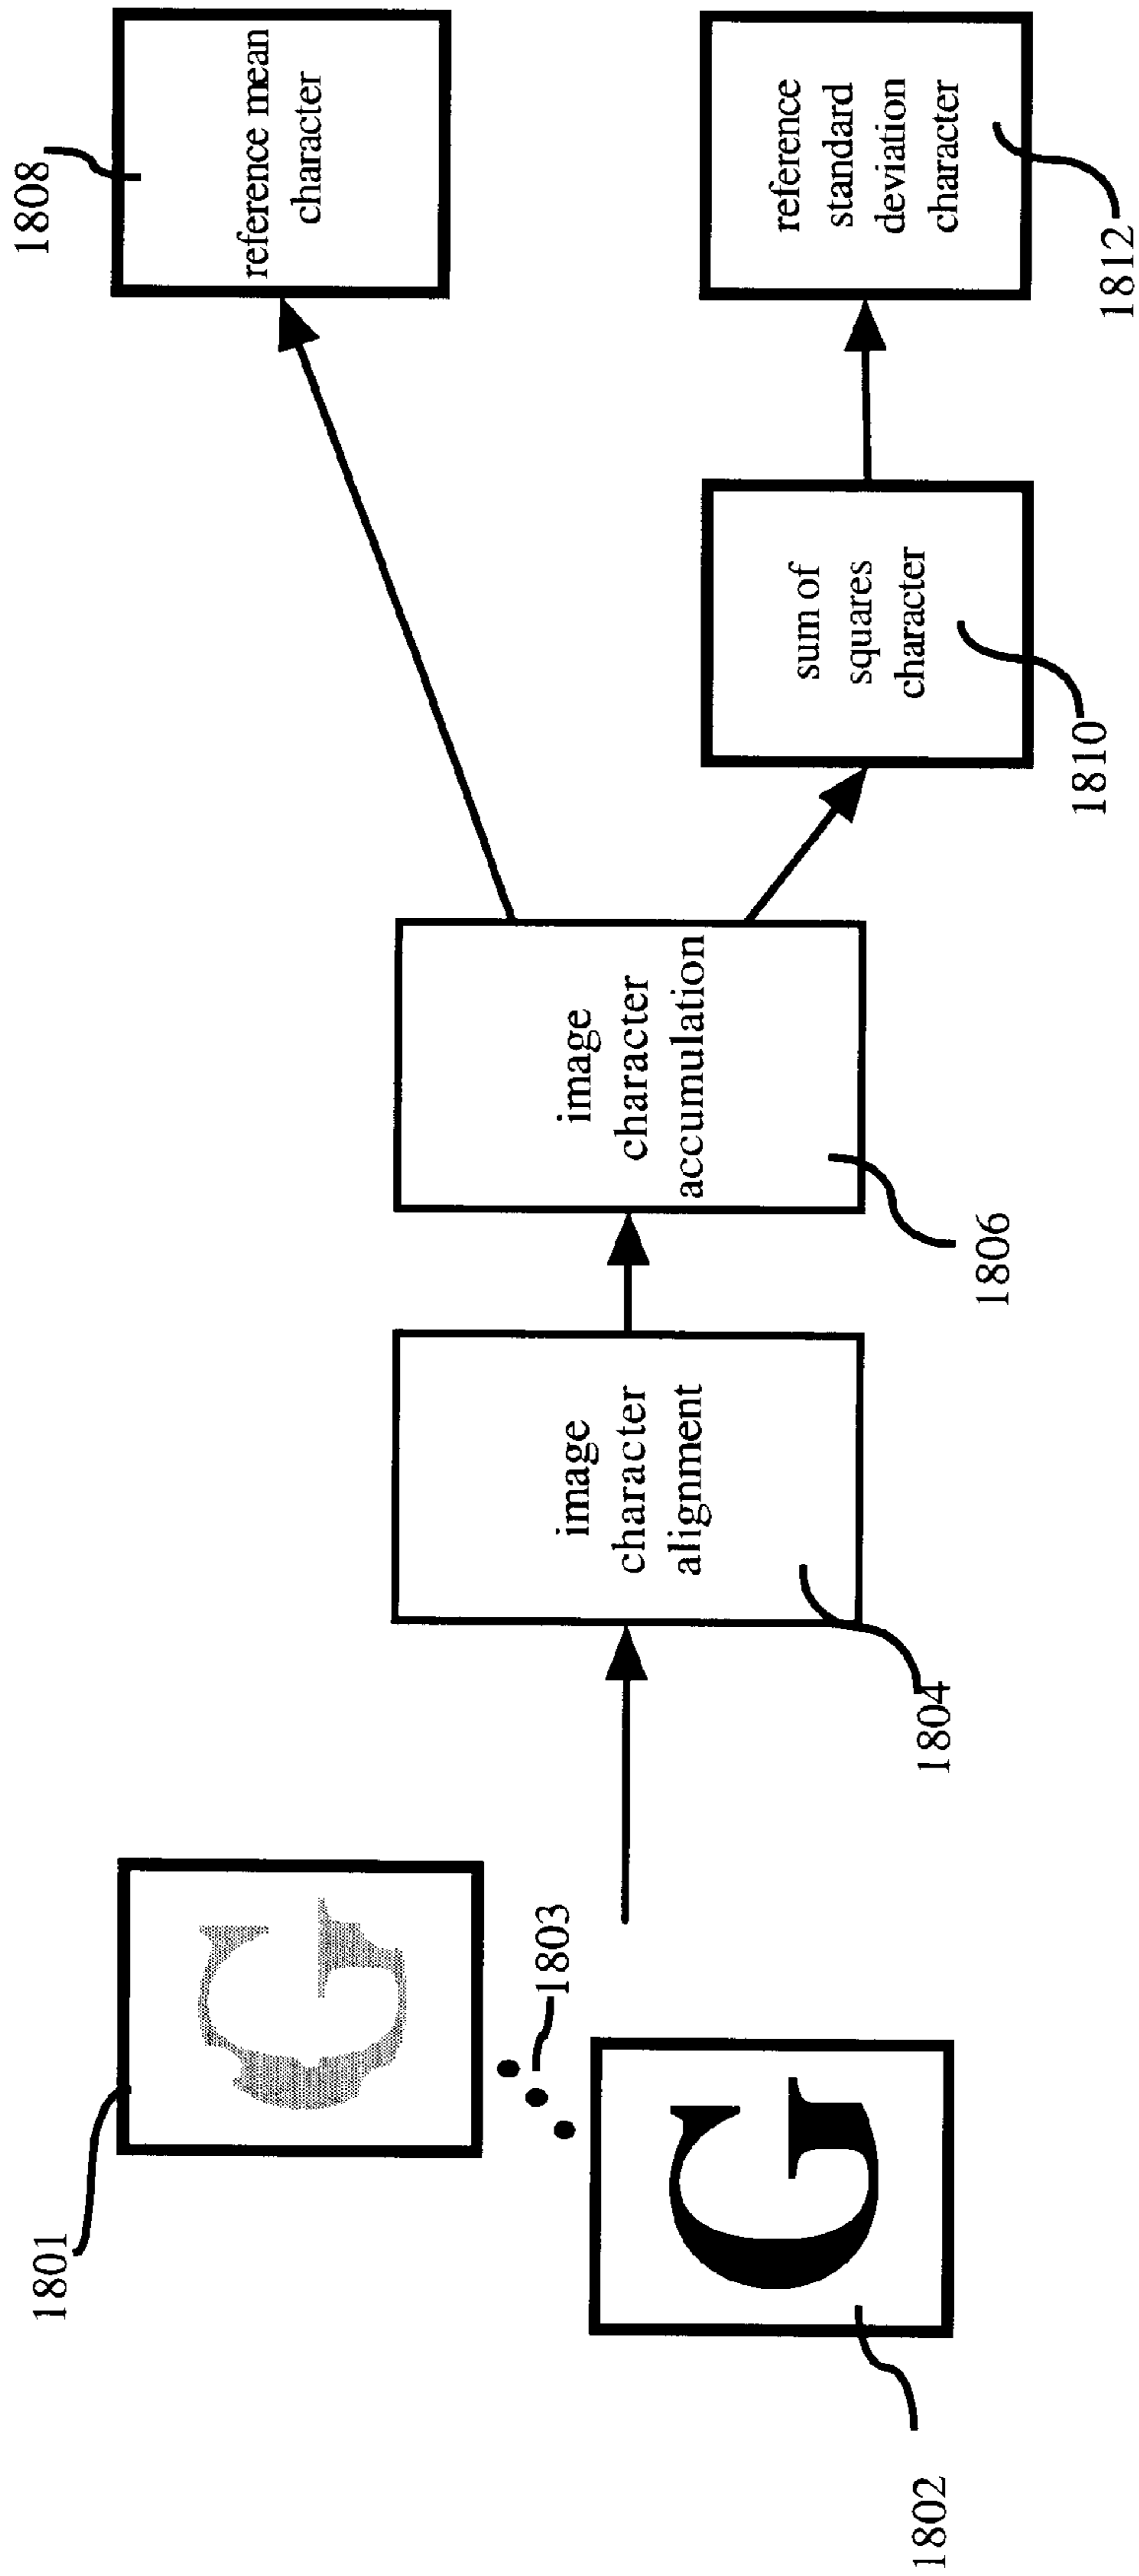 1801
G
1803
G
1802
image
character
alignment
1804
image
character
accumulation
1806
reference mean
character
1808
sum of
squares
character
1810
reference
standard
deviation
character
1812